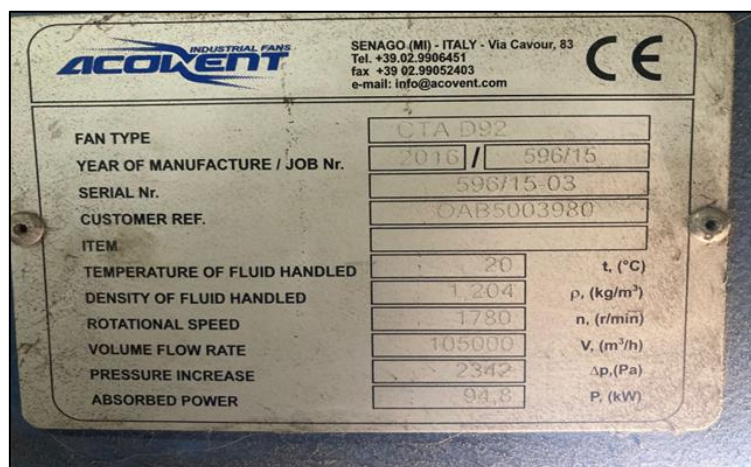 INDUSTRIAL FANS
ACOVENT
SENAGO (MI) - ITALY - Via Cavour, 83
Tel. +39.02.9906451
fax +39 02.99052403
e-mail: info@acovent.com
CE
FAN TYPE CTA D92
YEAR OF MANUFACTURE / JOB Nr. 2016 / 596/15
SERIAL Nr. 596/15-03
CUSTOMER REF. OAB5003980
ITEM
TEMPERATURE OF FLUID HANDLED 20 t, (°C)
DENSITY OF FLUID HANDLED 1,204 ρ, (kg/m³)
ROTATIONAL SPEED 1780 n, (r/min)
VOLUME FLOW RATE 105000 V, (m³/h)
PRESSURE INCREASE 2342 Δp,(Pa)
ABSORBED POWER 94,8 P, (kW)